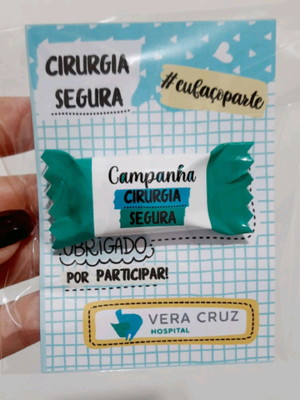 CIRURGIA
SEGURA
#eufaçoparte
Campanha
CIRURGIA
SEGURA
OBRIGADO
POR PARTICIPAR!
VERA CRUZ
HOSPITAL